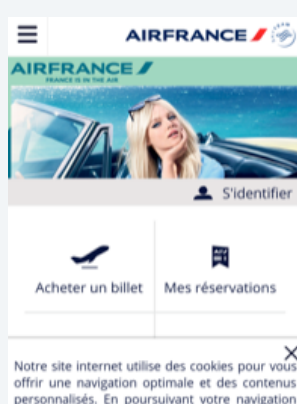 AIRFRANCE
AIRFRANCE
FRANCE IS IN THE AIR
S'identifier
Acheter un billet
Mes réservations
Notre site internet utilise des cookies pour vous
offrir une navigation optimale et des contenus
personnalisés. En poursuivant votre navigation